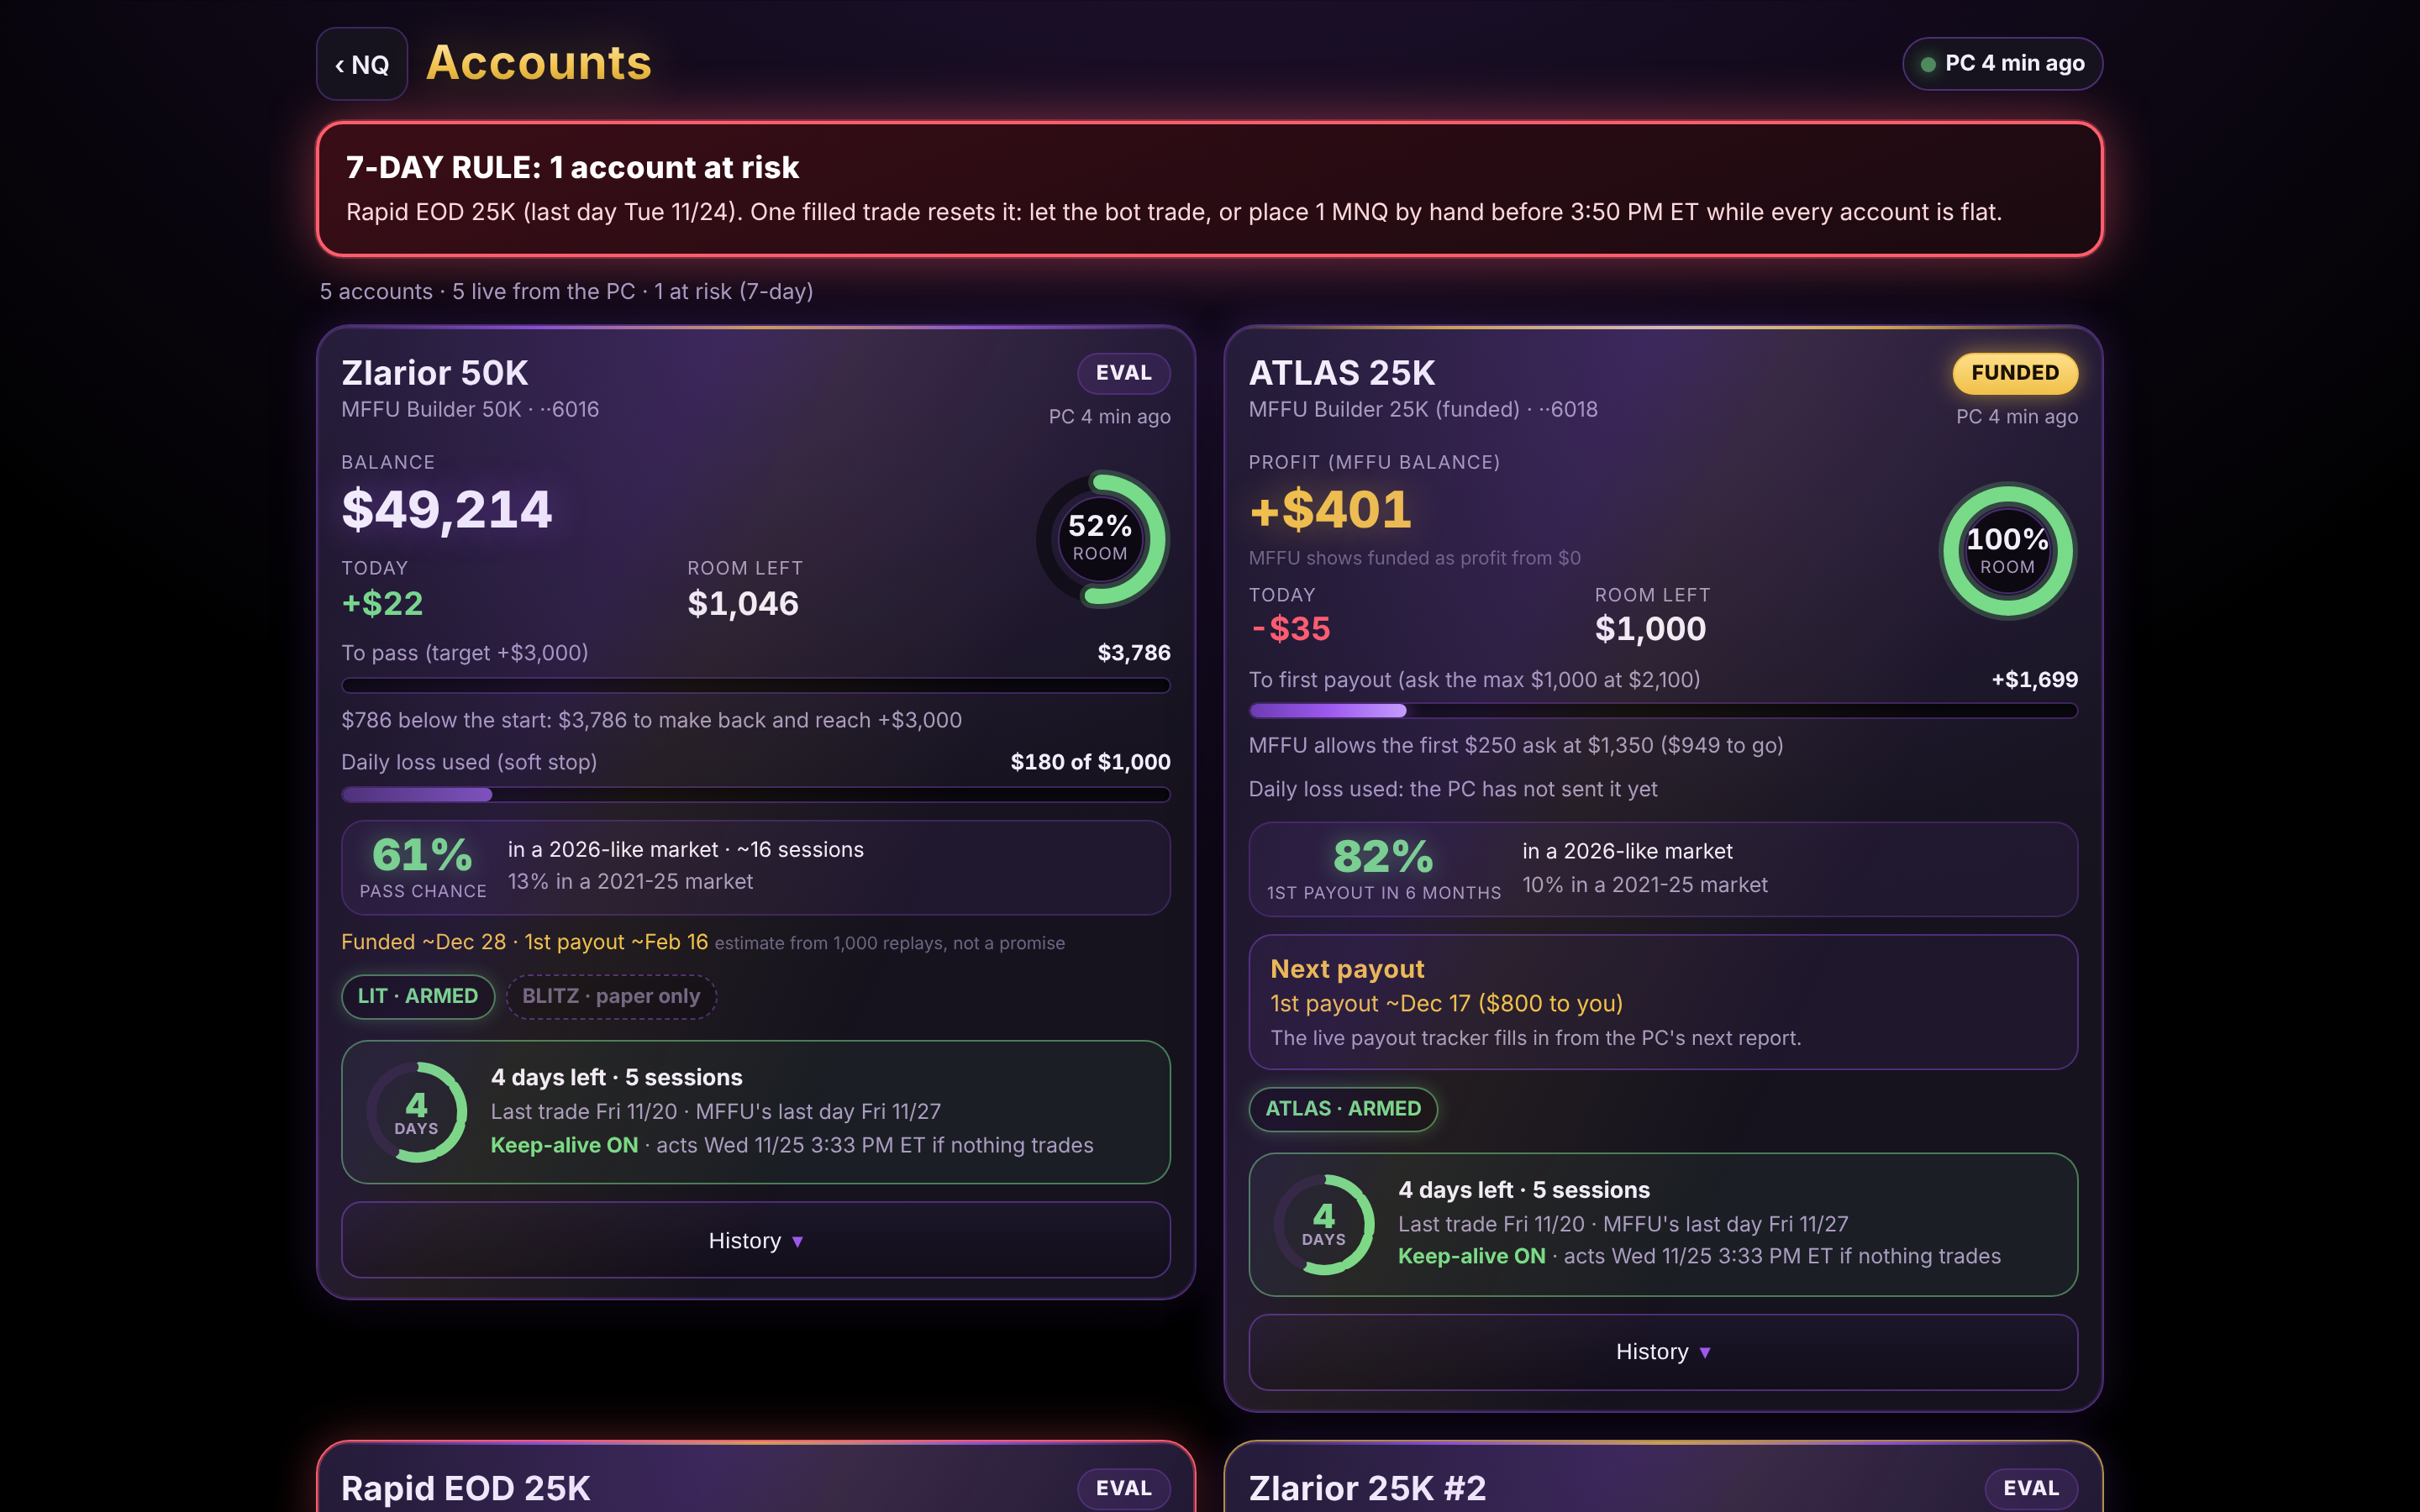 ‹ NQ
Accounts
PC 4 min ago
7-DAY RULE: 1 account at risk
Rapid EOD 25K (last day Tue 11/24). One filled trade resets it: let the bot trade, or place 1 MNQ by hand before 3:50 PM ET while every account is flat.
5 accounts · 5 live from the PC · 1 at risk (7-day)
Zlarior 50K
EVAL
MFFU Builder 50K · ··6016
PC 4 min ago
BALANCE
$49,214
52%
ROOM
TODAY
ROOM LEFT
+$22
$1,046
To pass (target +$3,000)
$3,786
$786 below the start: $3,786 to make back and reach +$3,000
Daily loss used (soft stop)
$180 of $1,000
61%
PASS CHANCE
in a 2026-like market · ~16 sessions
13% in a 2021-25 market
Funded ~Dec 28 · 1st payout ~Feb 16 estimate from 1,000 replays, not a promise
LIT · ARMED
BLITZ · paper only
4
DAYS
4 days left · 5 sessions
Last trade Fri 11/20 · MFFU's last day Fri 11/27
Keep-alive ON · acts Wed 11/25 3:33 PM ET if nothing trades
History ▼
ATLAS 25K
FUNDED
MFFU Builder 25K (funded) · ··6018
PC 4 min ago
PROFIT (MFFU BALANCE)
+$401
MFFU shows funded as profit from $0
100%
ROOM
TODAY
ROOM LEFT
-$35
$1,000
To first payout (ask the max $1,000 at $2,100)
+$1,699
MFFU allows the first $250 ask at $1,350 ($949 to go)
Daily loss used: the PC has not sent it yet
82%
1ST PAYOUT IN 6 MONTHS
in a 2026-like market
10% in a 2021-25 market
Next payout
1st payout ~Dec 17 ($800 to you)
The live payout tracker fills in from the PC's next report.
ATLAS · ARMED
4
DAYS
4 days left · 5 sessions
Last trade Fri 11/20 · MFFU's last day Fri 11/27
Keep-alive ON · acts Wed 11/25 3:33 PM ET if nothing trades
History ▼
Rapid EOD 25K
EVAL
Zlarior 25K #2
EVAL